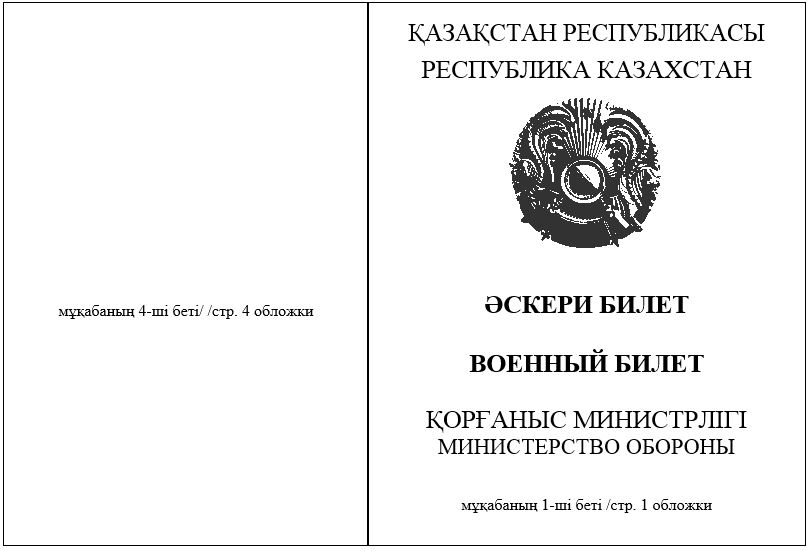 мұқабаның 4-ші беті/ /стр. 4 обложки
ҚАЗАҚСТАН РЕСПУБЛИКАСЫ
РЕСПУБЛИКА КАЗАХСТАН
ӘСКЕРИ БИЛЕТ
ВОЕННЫЙ БИЛЕТ
ҚОРҒАНЫС МИНИСТРЛІГІ
МИНИСТЕРСТВО ОБОРОНЫ
мұқабаның 1-ші беті /стр. 1 обложки